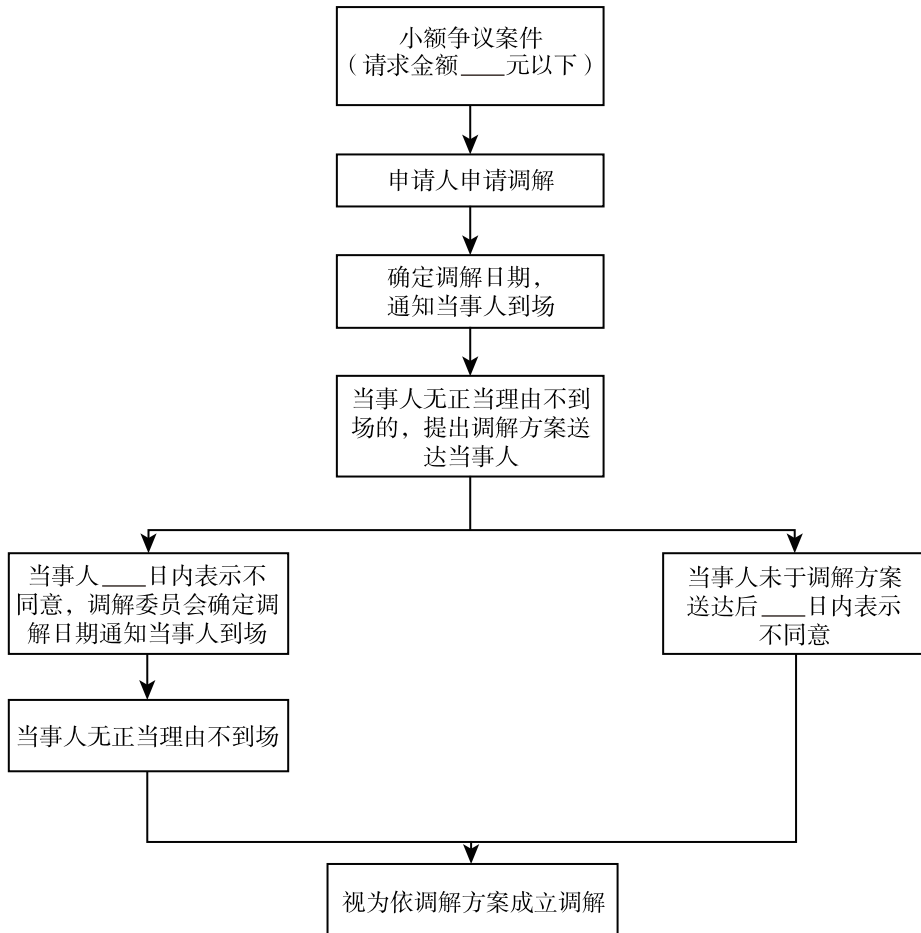 小额争议案件
（请求金额____元以下）
申请人申请调解
确定调解日期，
通知当事人到场
当事人无正当理由不到
场的，提出调解方案送
达当事人
当事人____日内表示不
同意，调解委员会确定调
解日期通知当事人到场
当事人未于调解方案
送达后____日内表示
不同意
当事人无正当理由不到场
视为依调解方案成立调解